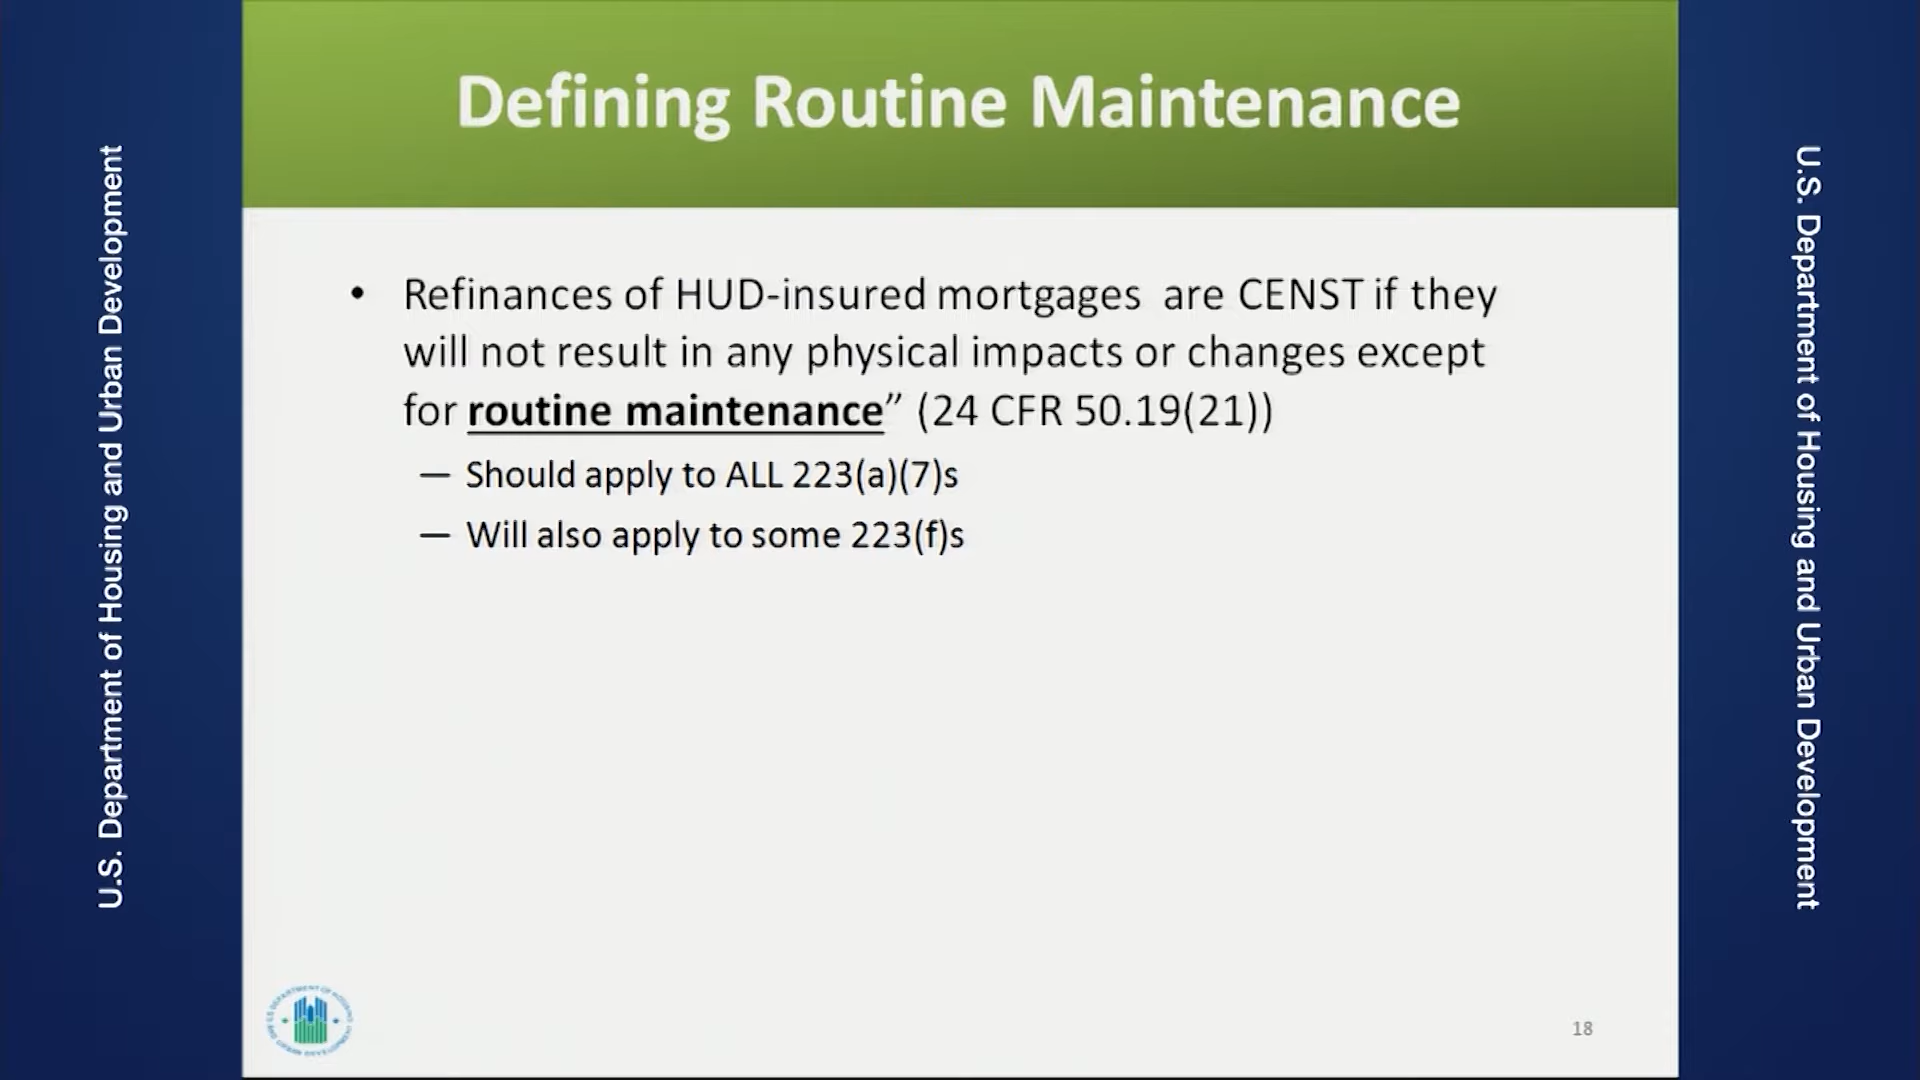 Defining Routine Maintenance
• Refinances of HUD-insured mortgages are CENST if they
will not result in any physical impacts or changes except
for routine maintenance” (24 CFR 50.19(21))
— Should apply to ALL 223(a)(7)s
— Will also apply to some 223(f)s
18
U.S. Department of Housing and Urban Development
U.S. Department of Housing and Urban Development